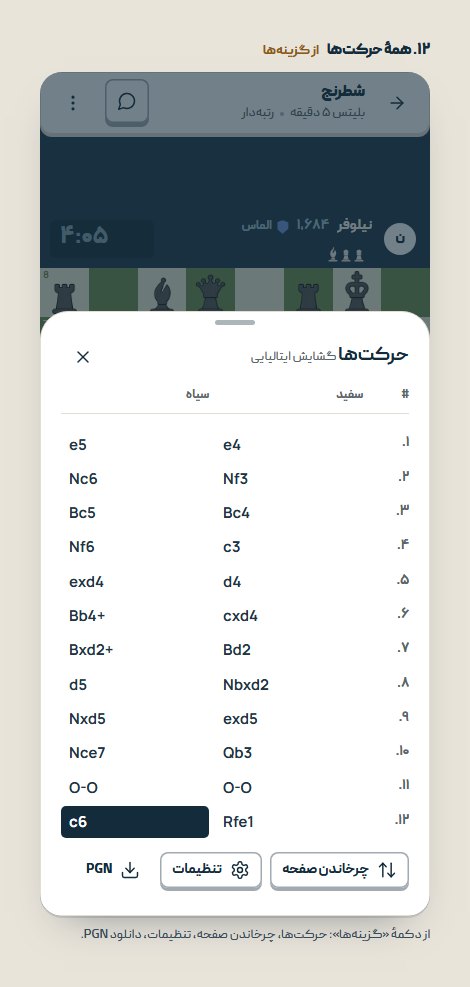 ۱۲. همهٔ حرکت‌ها از گزینه‌ها
شطرنج
بلیتس ۵ دقیقه • رتبه‌دار
نیلوفر ۱٬۶۸۴ الماس
ن
۴:۰۵
8
حرکت‌ها گشایش ایتالیایی
# سفید سیاه
۱. e4 e5
۲. Nf3 Nc6
۳. Bc4 Bc5
۴. c3 Nf6
۵. d4 exd4
۶. cxd4 Bb4+
۷. Bd2 Bxd2+
۸. Nbxd2 d5
۹. exd5 Nxd5
۱۰. Qb3 Nce7
۱۱. O-O O-O
۱۲. Rfe1 c6
چرخاندن صفحه تنظیمات PGN
از دکمهٔ «گزینه‌ها»: حرکت‌ها، چرخاندن صفحه، تنظیمات، دانلود PGN.